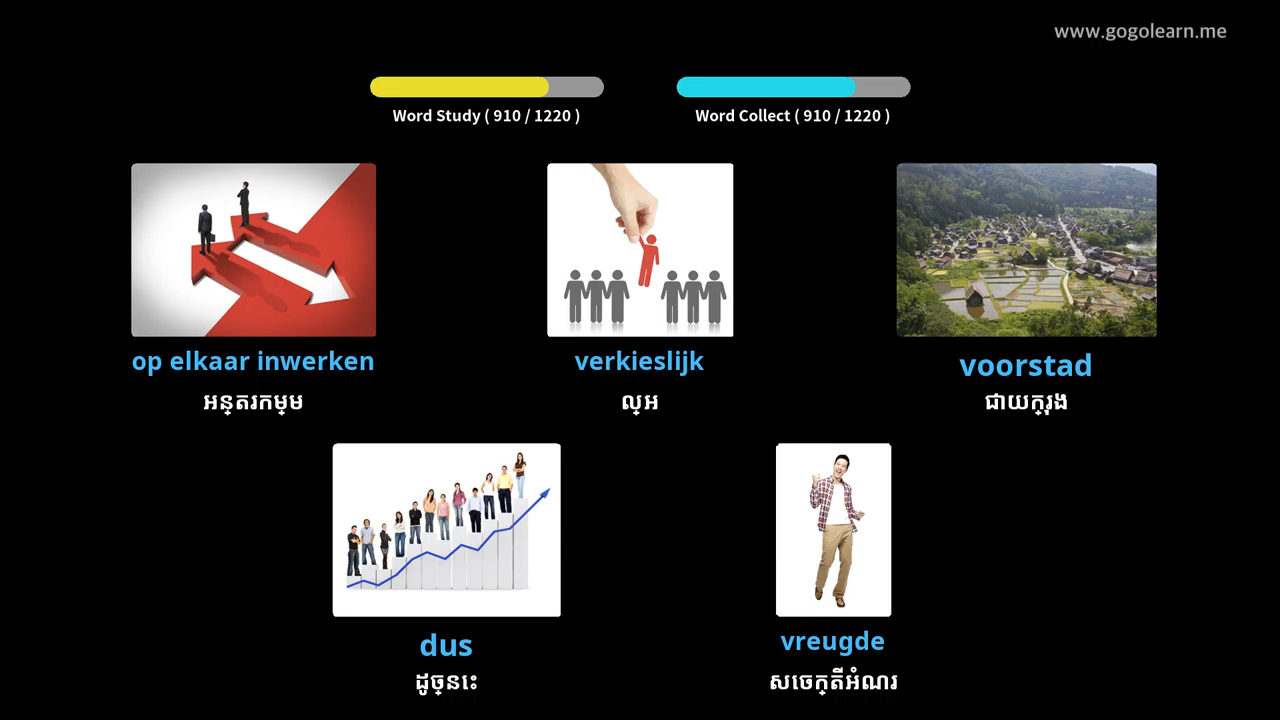 www.gogolearn.me
Word Study ( 910 / 1220 )
Word Collect ( 910 / 1220 )
op elkaar inwerken
verkieslijk
voorstad
អន្តរកម្ម
ល្អ
ជាយក្រុង
dus
vreugde
ដូច្នេះ
សេចក្តីអំណរ